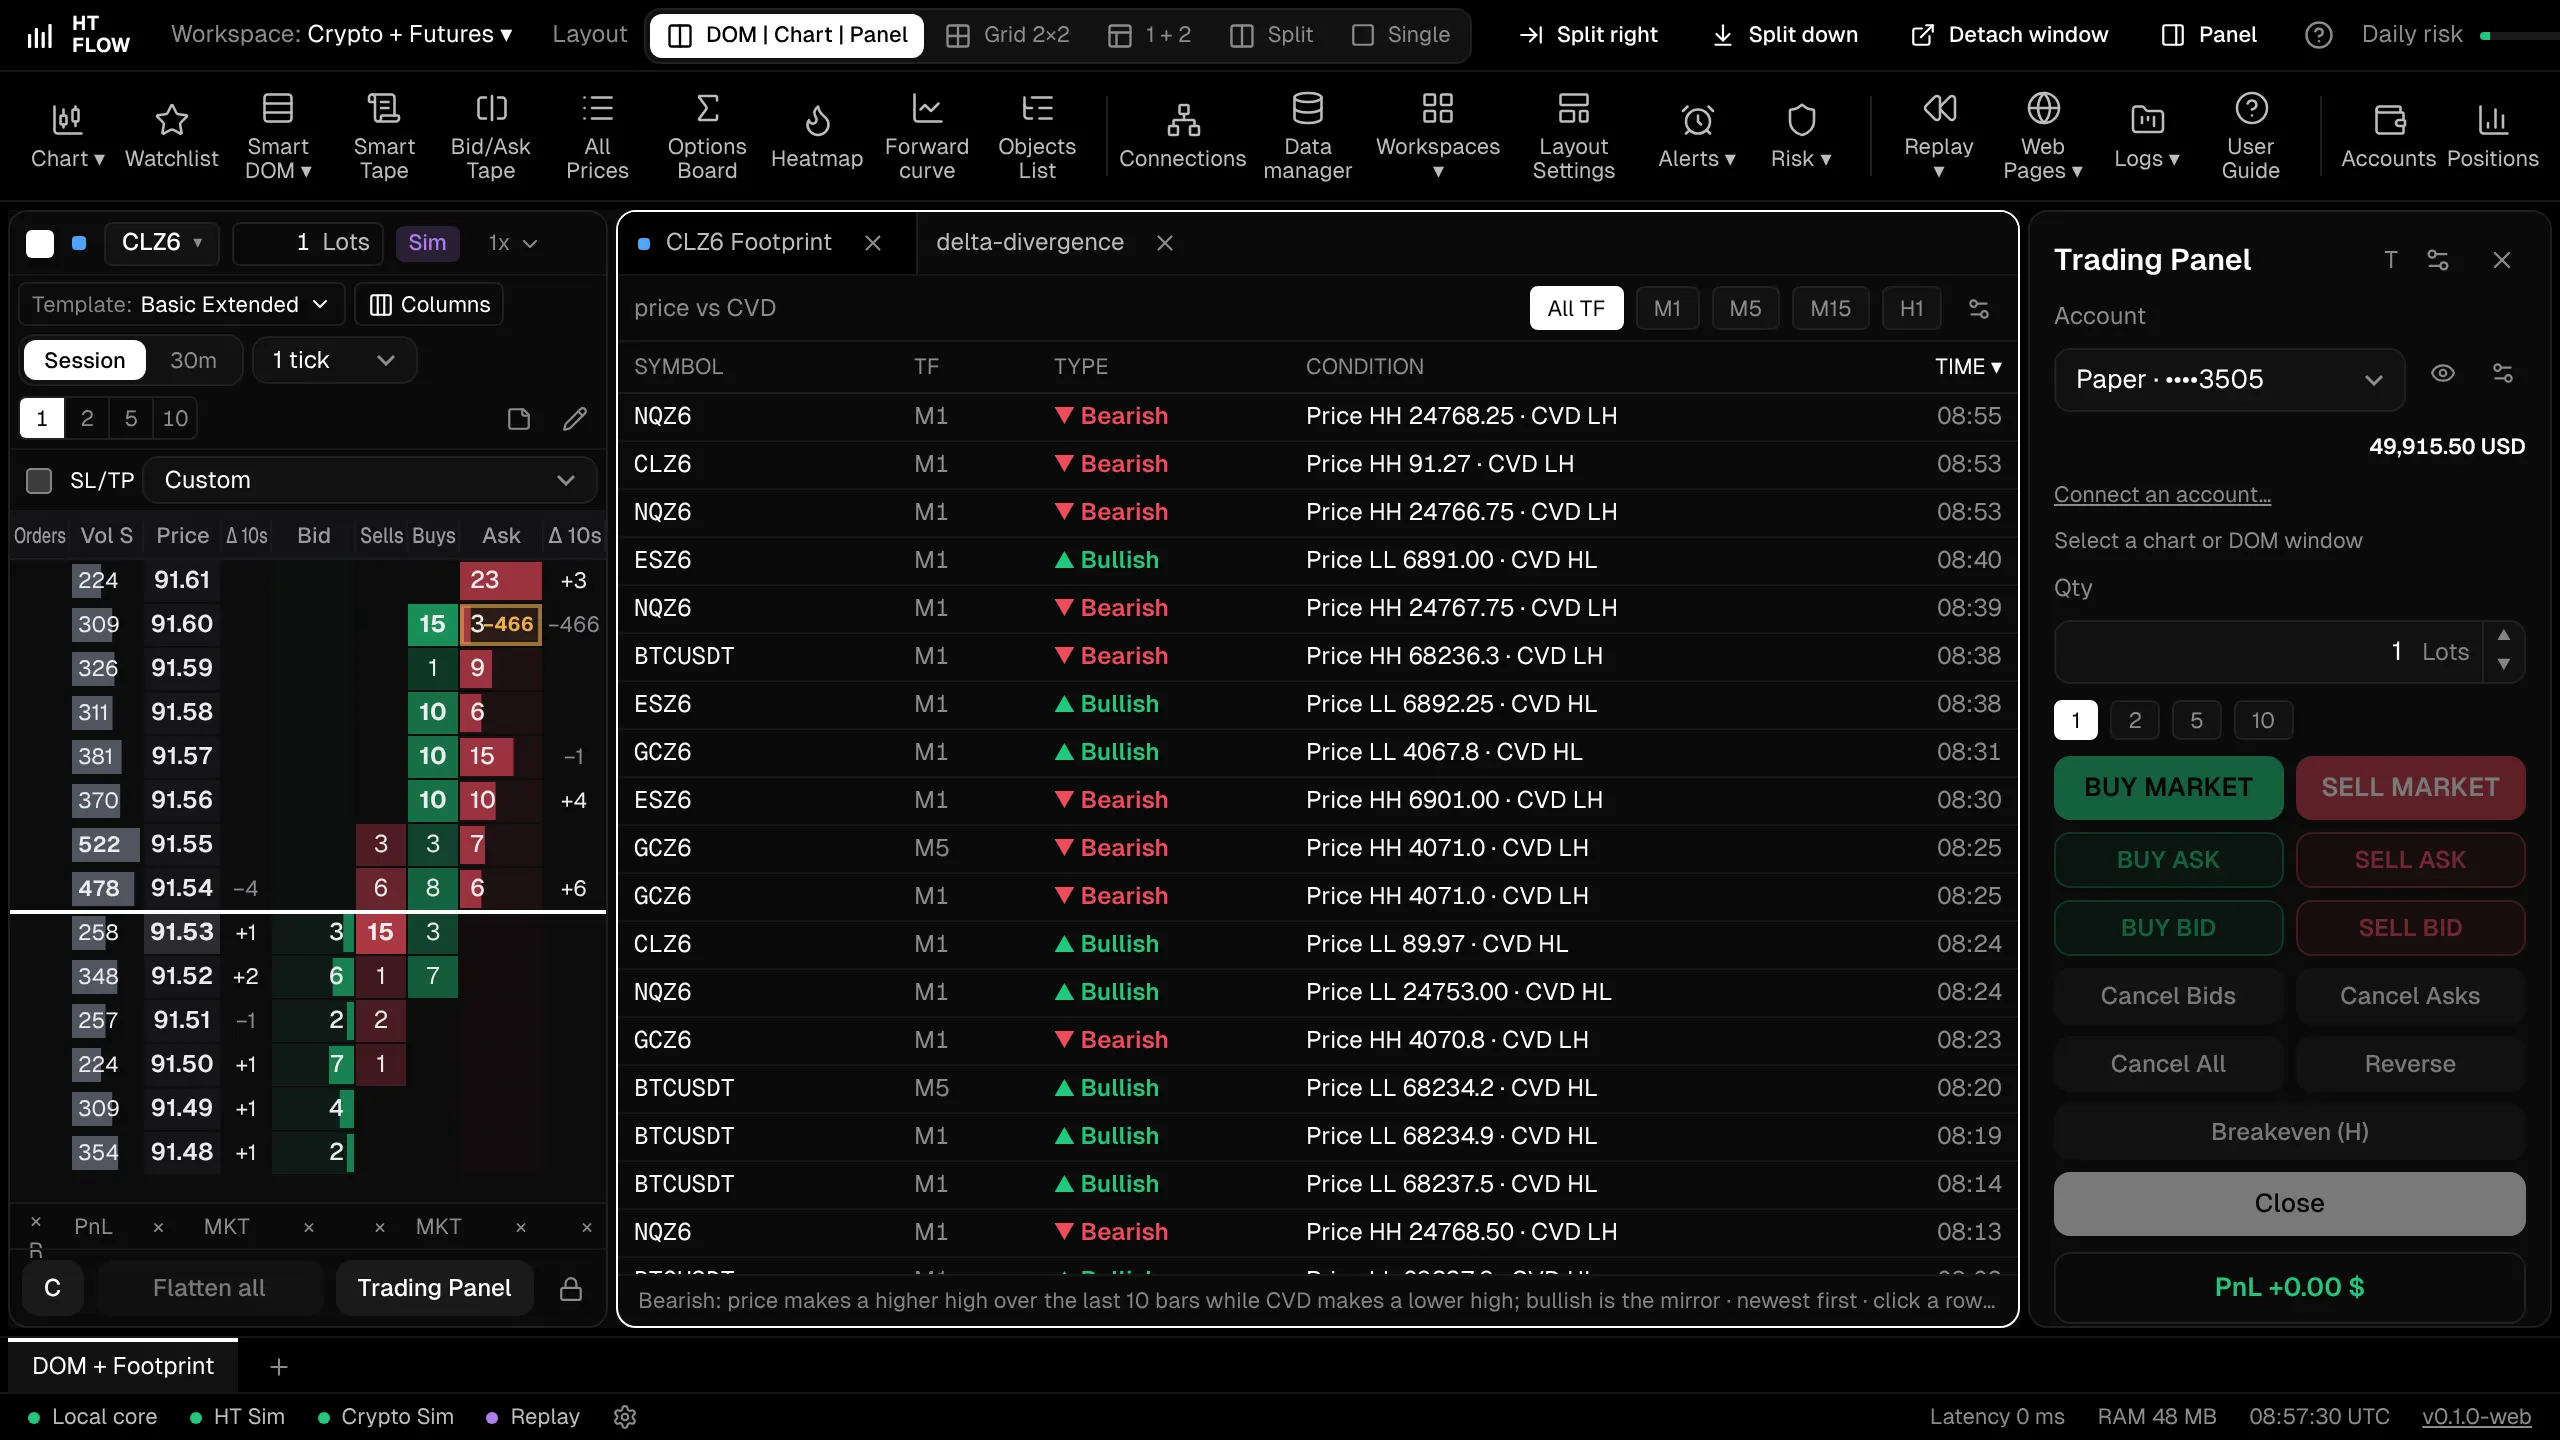 HT FLOW Workspace: Crypto + Futures ▾ Layout DOM | Chart | Panel Grid 2×2 1 + 2 Split Single Split right Split down Detach window Panel Daily risk
Chart ▾ Watchlist Smart DOM ▾ Smart Tape Bid/Ask Tape All Prices Options Board Heatmap Forward curve Objects List Connections Data manager Workspaces ▾ Layout Settings Alerts ▾ Risk ▾ Replay ▾ Web Pages ▾ Logs ▾ User Guide Accounts Positions
CLZ6 ▾ 1 Lots Sim 1x
Template: Basic Extended Columns
Session 30m 1 tick
1 2 5 10
SL/TP Custom
Orders Vol S Price Δ 10s Bid Sells Buys Ask Δ 10s
224 91.61 23 +3
309 91.60 15 3 −466 −466
326 91.59 1 9
311 91.58 10 6
381 91.57 10 15 −1
370 91.56 10 10 +4
522 91.55 3 3 7
478 91.54 −4 6 8 6 +6
258 91.53 +1 3 15 3
348 91.52 +2 6 1 7
257 91.51 −1 2 2
224 91.50 +1 7 1
309 91.49 +1 4
354 91.48 +1 2
× PnL × MKT × × MKT × ×
C Flatten all Trading Panel
CLZ6 Footprint × delta-divergence ×
price vs CVD All TF M1 M5 M15 H1
SYMBOL TF TYPE CONDITION TIME ▾
NQZ6 M1 ▼ Bearish Price HH 24768.25 · CVD LH 08:55
CLZ6 M1 ▼ Bearish Price HH 91.27 · CVD LH 08:53
NQZ6 M1 ▼ Bearish Price HH 24766.75 · CVD LH 08:53
ESZ6 M1 ▲ Bullish Price LL 6891.00 · CVD HL 08:40
NQZ6 M1 ▼ Bearish Price HH 24767.75 · CVD LH 08:39
BTCUSDT M1 ▼ Bearish Price HH 68236.3 · CVD LH 08:38
ESZ6 M1 ▲ Bullish Price LL 6892.25 · CVD HL 08:38
GCZ6 M1 ▲ Bullish Price LL 4067.8 · CVD HL 08:31
ESZ6 M1 ▼ Bearish Price HH 6901.00 · CVD LH 08:30
GCZ6 M5 ▼ Bearish Price HH 4071.0 · CVD LH 08:25
GCZ6 M1 ▼ Bearish Price HH 4071.0 · CVD LH 08:25
CLZ6 M1 ▲ Bullish Price LL 89.97 · CVD HL 08:24
NQZ6 M1 ▲ Bullish Price LL 24753.00 · CVD HL 08:24
GCZ6 M1 ▼ Bearish Price HH 4070.8 · CVD LH 08:23
BTCUSDT M5 ▲ Bullish Price LL 68234.2 · CVD HL 08:20
BTCUSDT M1 ▲ Bullish Price LL 68234.9 · CVD HL 08:19
BTCUSDT M1 ▲ Bullish Price LL 68237.5 · CVD HL 08:14
NQZ6 M1 ▼ Bearish Price HH 24768.50 · CVD LH 08:13
Bearish: price makes a higher high over the last 10 bars while CVD makes a lower high; bullish is the mirror · newest first · click a row…
Trading Panel T
Account
Paper · ••••3505
49,915.50 USD
Connect an account…
Select a chart or DOM window
Qty
1 Lots
1 2 5 10
BUY MARKET SELL MARKET
BUY ASK SELL ASK
BUY BID SELL BID
Cancel Bids Cancel Asks
Cancel All Reverse
Breakeven (H)
Close
PnL +0.00 $
DOM + Footprint +
Local core HT Sim Crypto Sim Replay Latency 0 ms RAM 48 MB 08:57:30 UTC v0.1.0-web